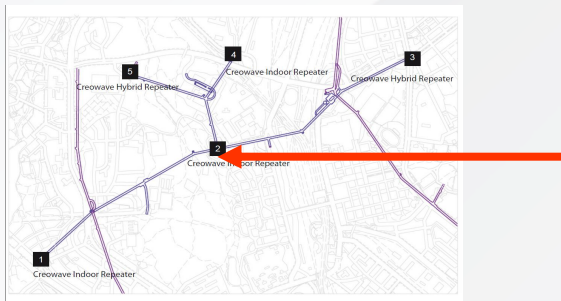 4
Creowave Indoor Repeater
5
Creowave Hybrid Repeater
3
Creowave Hybrid Repeater
2
Creowave Indoor Repeater
1
Creowave Indoor Repeater